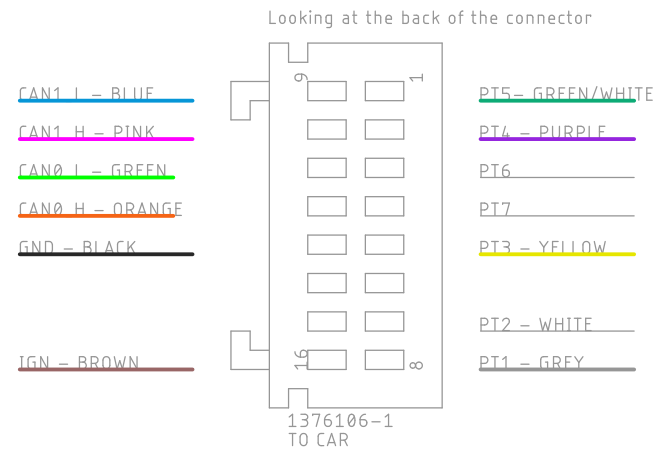 Looking at the back of the connector
9 1
CAN1 L - BLUE
PT5- GREEN/WHITE
CAN1 H - PINK
PT4 - PURPLE
CAN0 L - GREEN
PT6
CAN0 H - ORANGE
PT7
GND - BLACK
PT3 - YELLOW
PT2 - WHITE
IGN - BROWN
16 8
PT1 - GREY
1376106-1
TO CAR